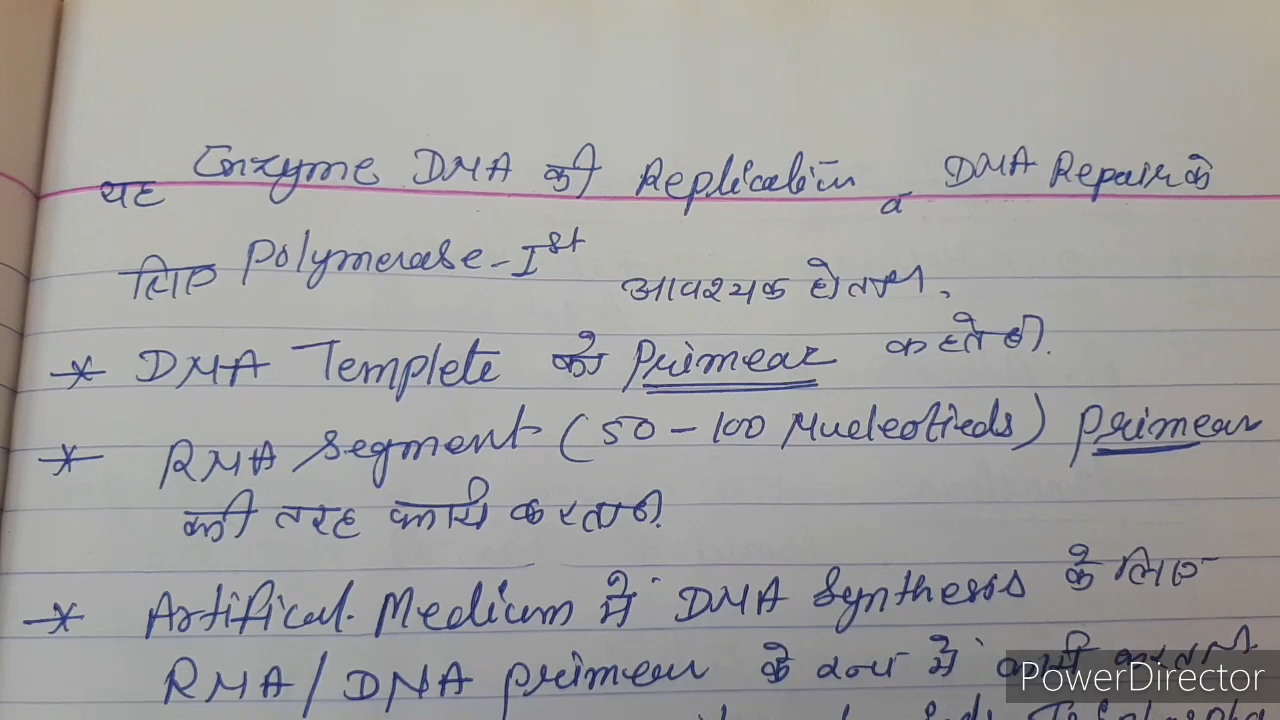 यह Enzyme DNA की Replication व DNA Repair के
लिए Polymerase-Ist आवश्यक होता है.
* DNA Templete को Primear कहते है.
* RNA Segment (50-100 Nucleotieds) Primear
की तरह कार्य करता है.
* Artifical. Medium में DNA Synthesis के लिए
RNA/DNA primear के रूप में कार्य करता है
PowerDirector